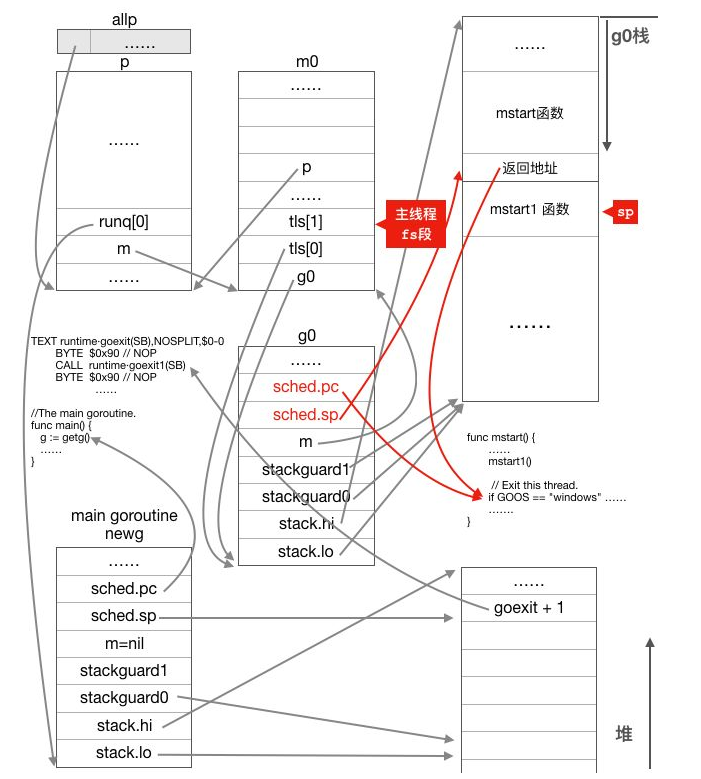 allp
……
p
……
runq[0]
m
……
m0
……
p
……
tls[1]
tls[0]
g0
主线程
fs段
……
mstart函数
返回地址
mstart1 函数
……
g0栈
sp
TEXT runtime·goexit(SB),NOSPLIT,$0-0
BYTE $0x90 // NOP
CALL runtime·goexit1(SB)
BYTE $0x90 // NOP
……
//The main goroutine.
func main() {
g := getg()
……
}
g0
……
sched.pc
sched.sp
m
stackguard1
stackguard0
stack.hi
stack.lo
func mstart() {
……
mstart1()
// Exit this thread.
if GOOS == "windows" ……
…….
}
main goroutine
newg
……
sched.pc
sched.sp
m=nil
stackguard1
stackguard0
stack.hi
stack.lo
……
goexit + 1
堆